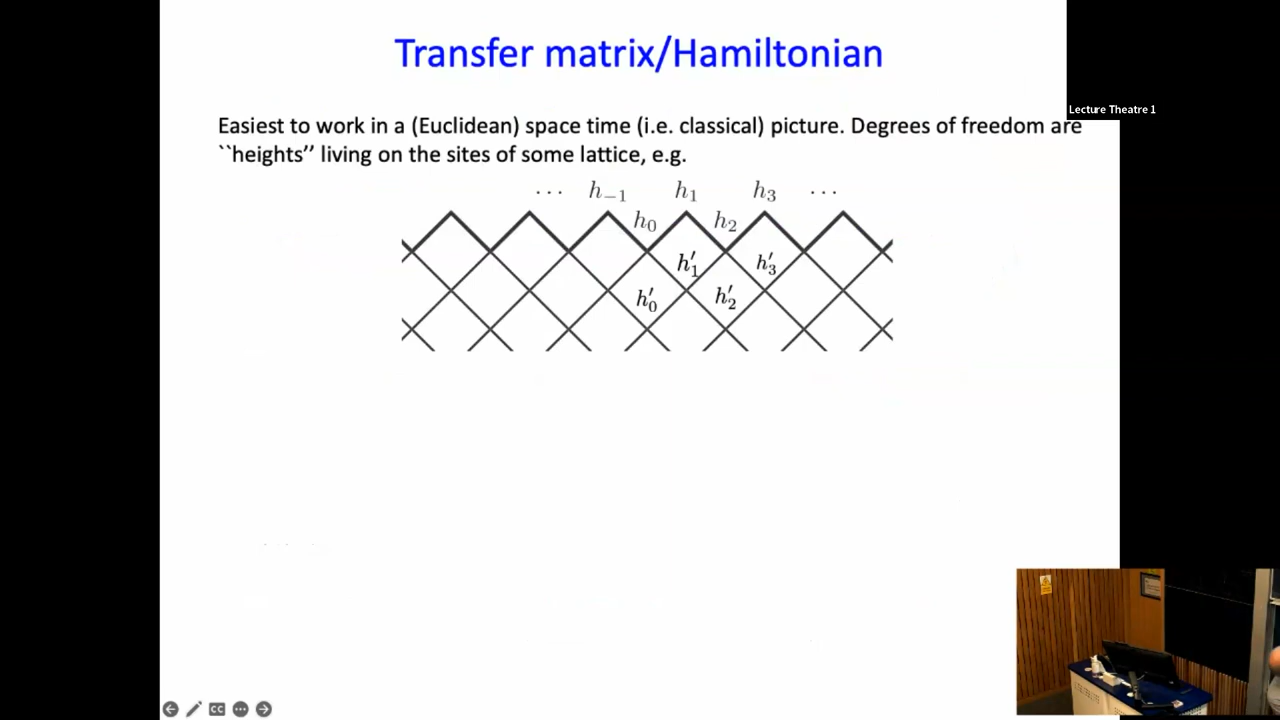 Transfer matrix/Hamiltonian
Lecture Theatre 1
Easiest to work in a (Euclidean) space time (i.e. classical) picture. Degrees of freedom are
``heights’’ living on the sites of some lattice, e.g.
⋯ h₋₁ h₁ h₃ ⋯
h₀ h₂
h′₁ h′₃
h′₀ h′₂
CC